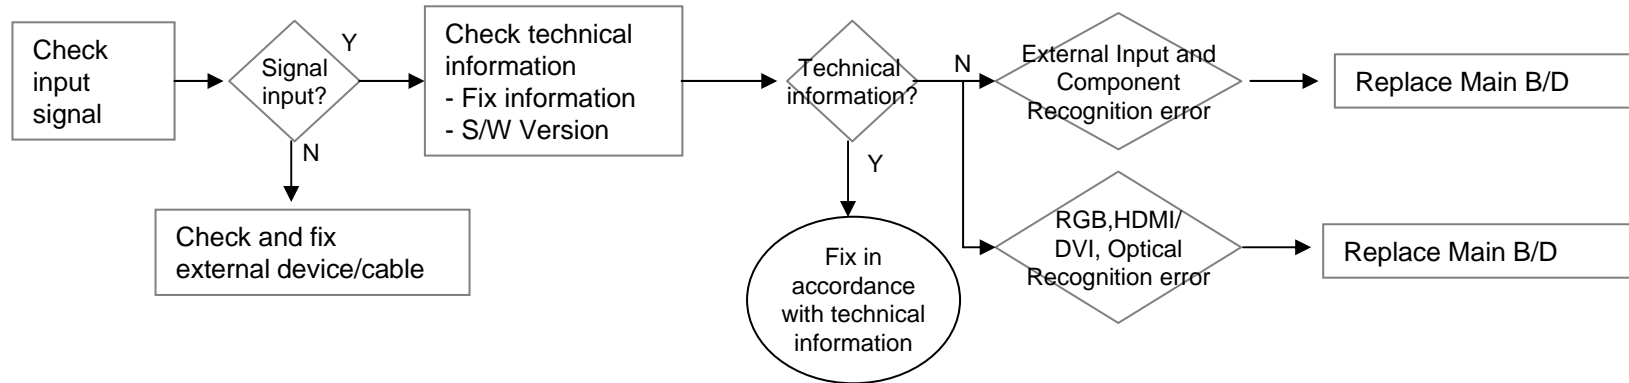 Check
input
signal
Signal
input?
Y
N
Check and fix
external device/cable
Check technical
information
- Fix information
- S/W Version
Technical
information?
N
Y
Fix in
accordance
with technical
information
External Input and
Component
Recognition error
Replace Main B/D
RGB,HDMI/
DVI, Optical
Recognition error
Replace Main B/D